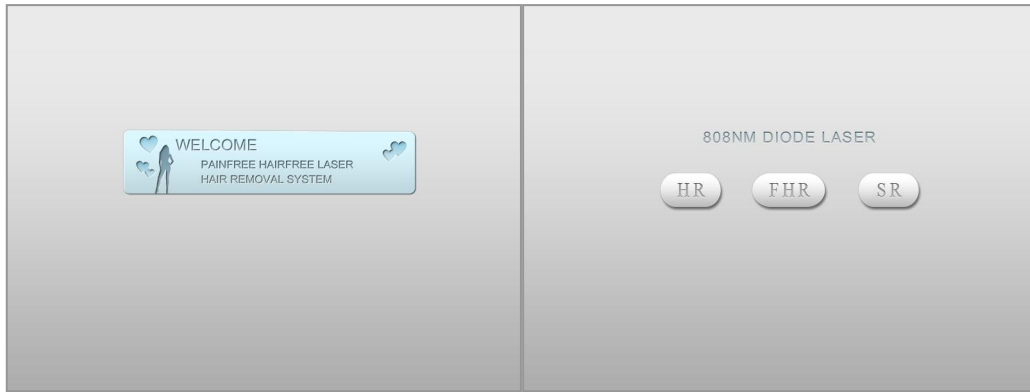 WELCOME
PAINFREE HAIRFREE LASER
HAIR REMOVAL SYSTEM
808NM DIODE LASER
HR FHR SR